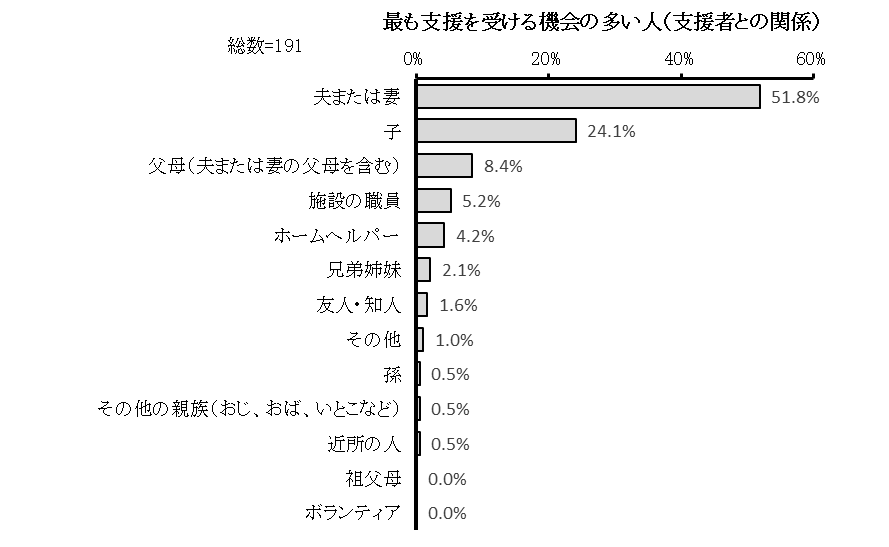 最も支援を受ける機会の多い人（支援者との関係）
総数=191
0% 20% 40% 60%
夫または妻 51.8%
子 24.1%
父母（夫または妻の父母を含む） 8.4%
施設の職員 5.2%
ホームヘルパー 4.2%
兄弟姉妹 2.1%
友人・知人 1.6%
その他 1.0%
孫 0.5%
その他の親族（おじ、おば、いとこなど） 0.5%
近所の人 0.5%
祖父母 0.0%
ボランティア 0.0%